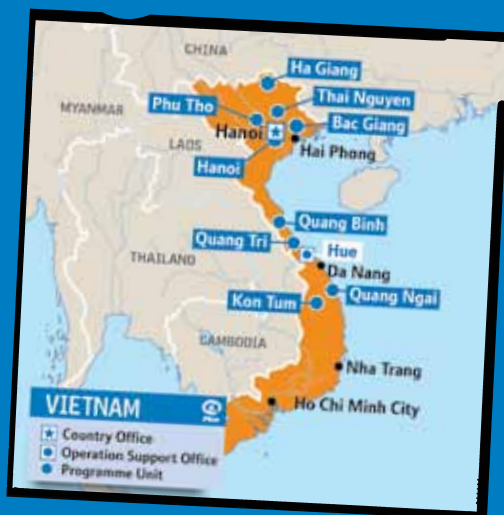 CHINA
Ha Giang
MYANMAR
Phu Tho
Thai Nguyen
Hanoi
Bac Giang
LAOS
Hai Phong
Hanoi
Quang Binh
Quang Tri
Hue
THAILAND
Da Nang
Kon Tum
Quang Ngai
CAMBODIA
Nha Trang
Ho Chi Minh City
VIETNAM
Country Office
Operation Support Office
Programme Unit